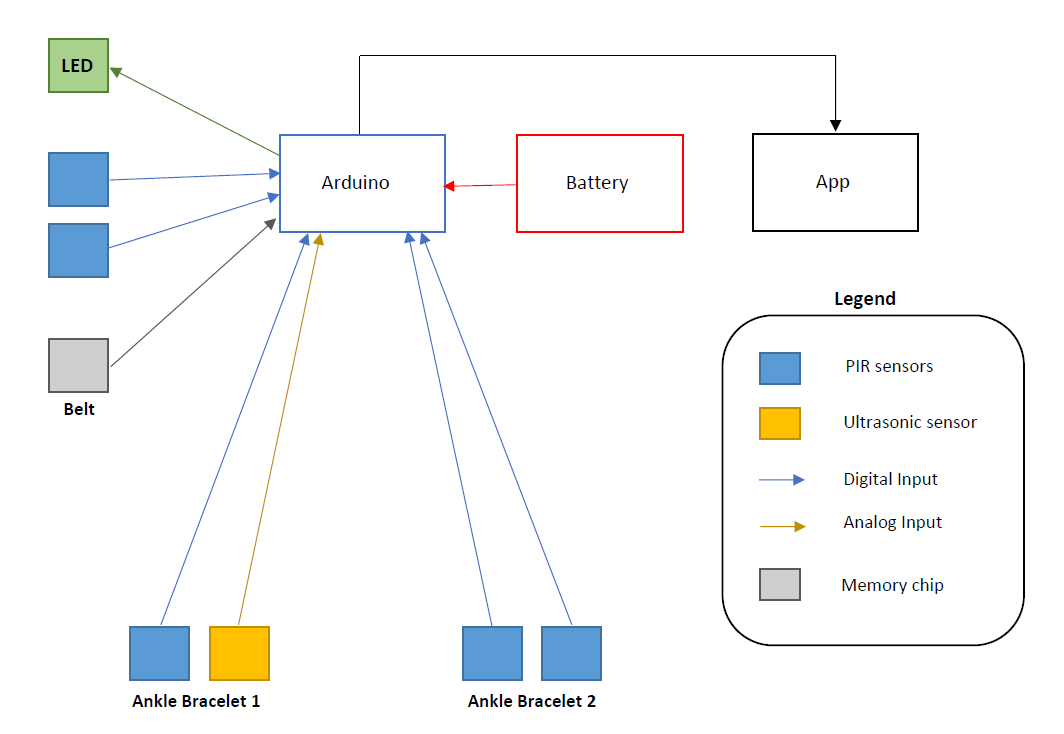 LED
Arduino
Battery
App
Belt
Legend
PIR sensors
Ultrasonic sensor
Digital Input
Analog Input
Memory chip
Ankle Bracelet 1
Ankle Bracelet 2